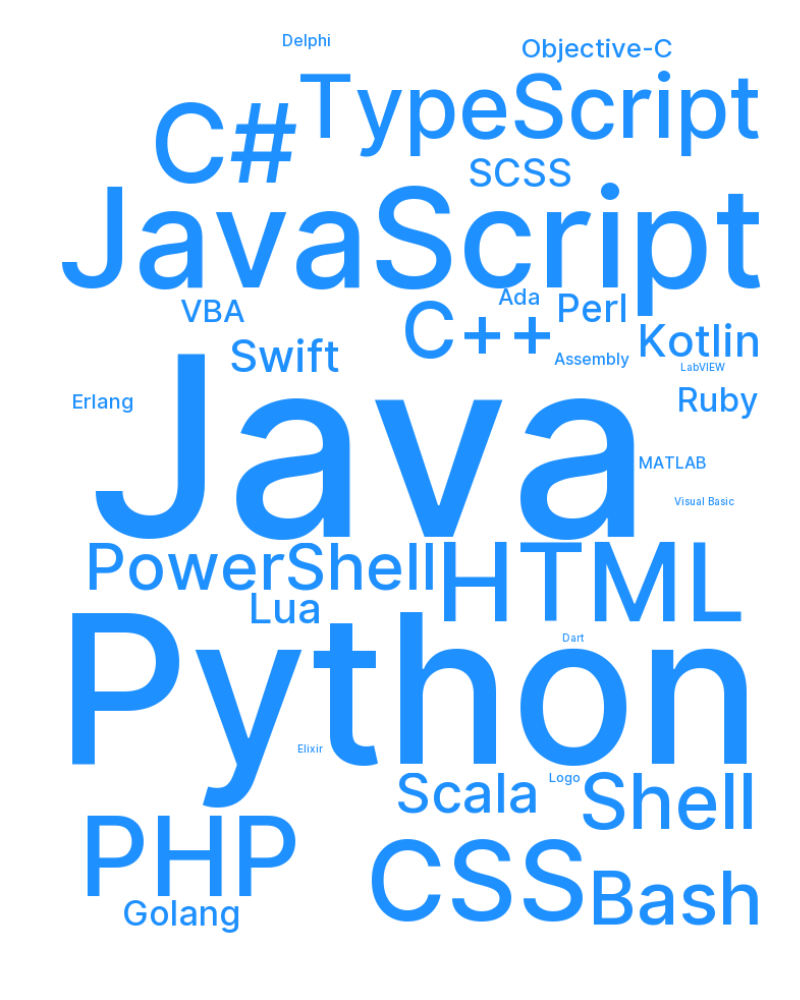 Delphi
Objective-C
TypeScript
C#
SCSS
JavaScript
Ada
VBA
Perl
C++
Kotlin
Swift
Assembly
LabVIEW
Erlang
Ruby
Java
MATLAB
Visual Basic
PowerShell
HTML
Lua
Dart
Python
Elixir
Logo
Scala
Shell
PHP
CSS
Bash
Golang